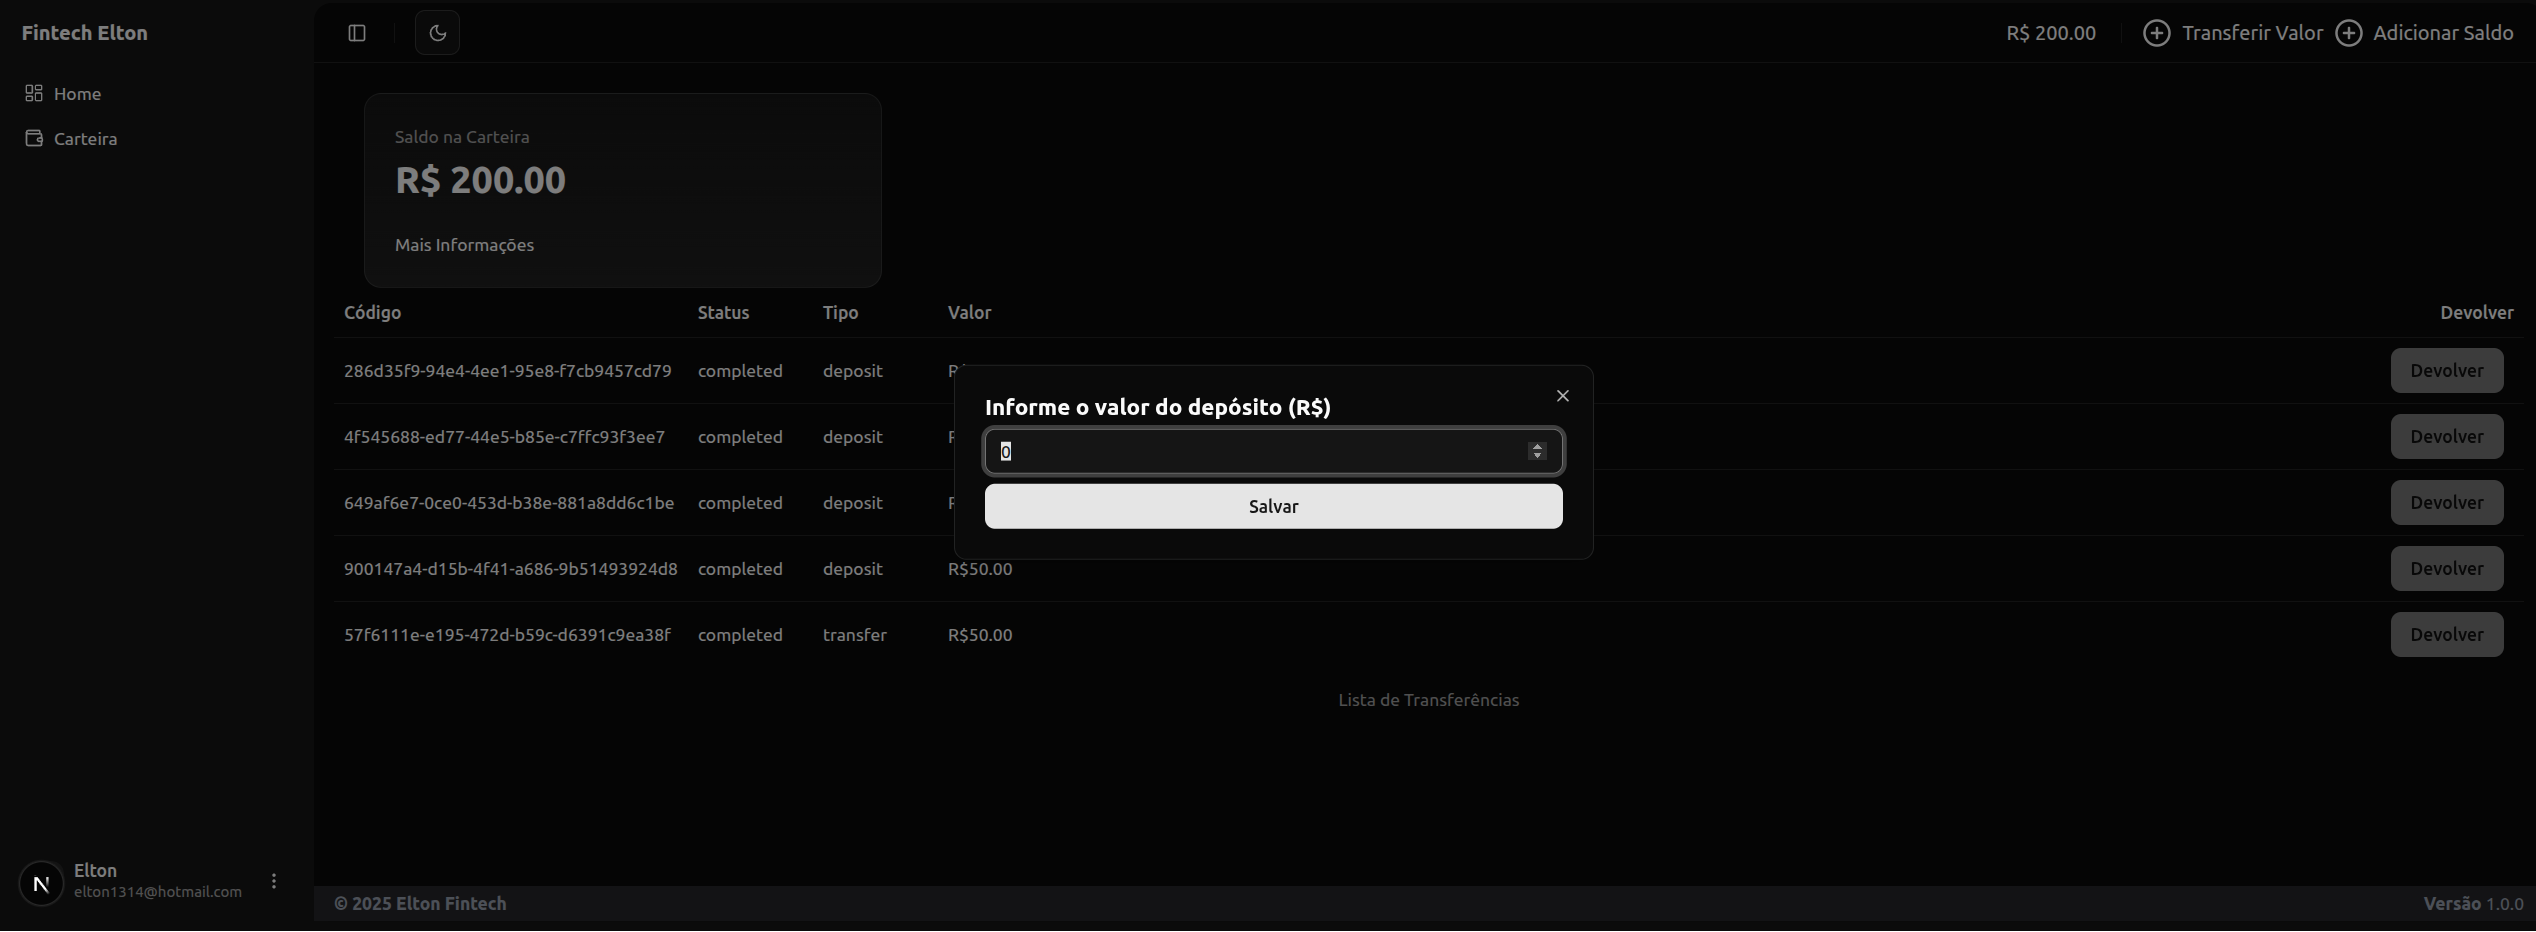 Fintech Elton
Home
Carteira
R$ 200.00 Transferir Valor Adicionar Saldo
Saldo na Carteira
R$ 200.00
Mais Informações
Código Status Tipo Valor Devolver
286d35f9-94e4-4ee1-95e8-f7cb9457cd79 completed deposit Devolver
4f545688-ed77-44e5-b85e-c7ffc93f3ee7 completed deposit Devolver
649af6e7-0ce0-453d-b38e-881a8dd6c1be completed deposit Devolver
900147a4-d15b-4f41-a686-9b51493924d8 completed deposit R$50.00 Devolver
57f6111e-e195-472d-b59c-d6391c9ea38f completed transfer R$50.00 Devolver
Lista de Transferências
Informe o valor do depósito (R$)
0
Salvar
N
Elton
elton1314@hotmail.com
© 2025 Elton Fintech
Versão 1.0.0